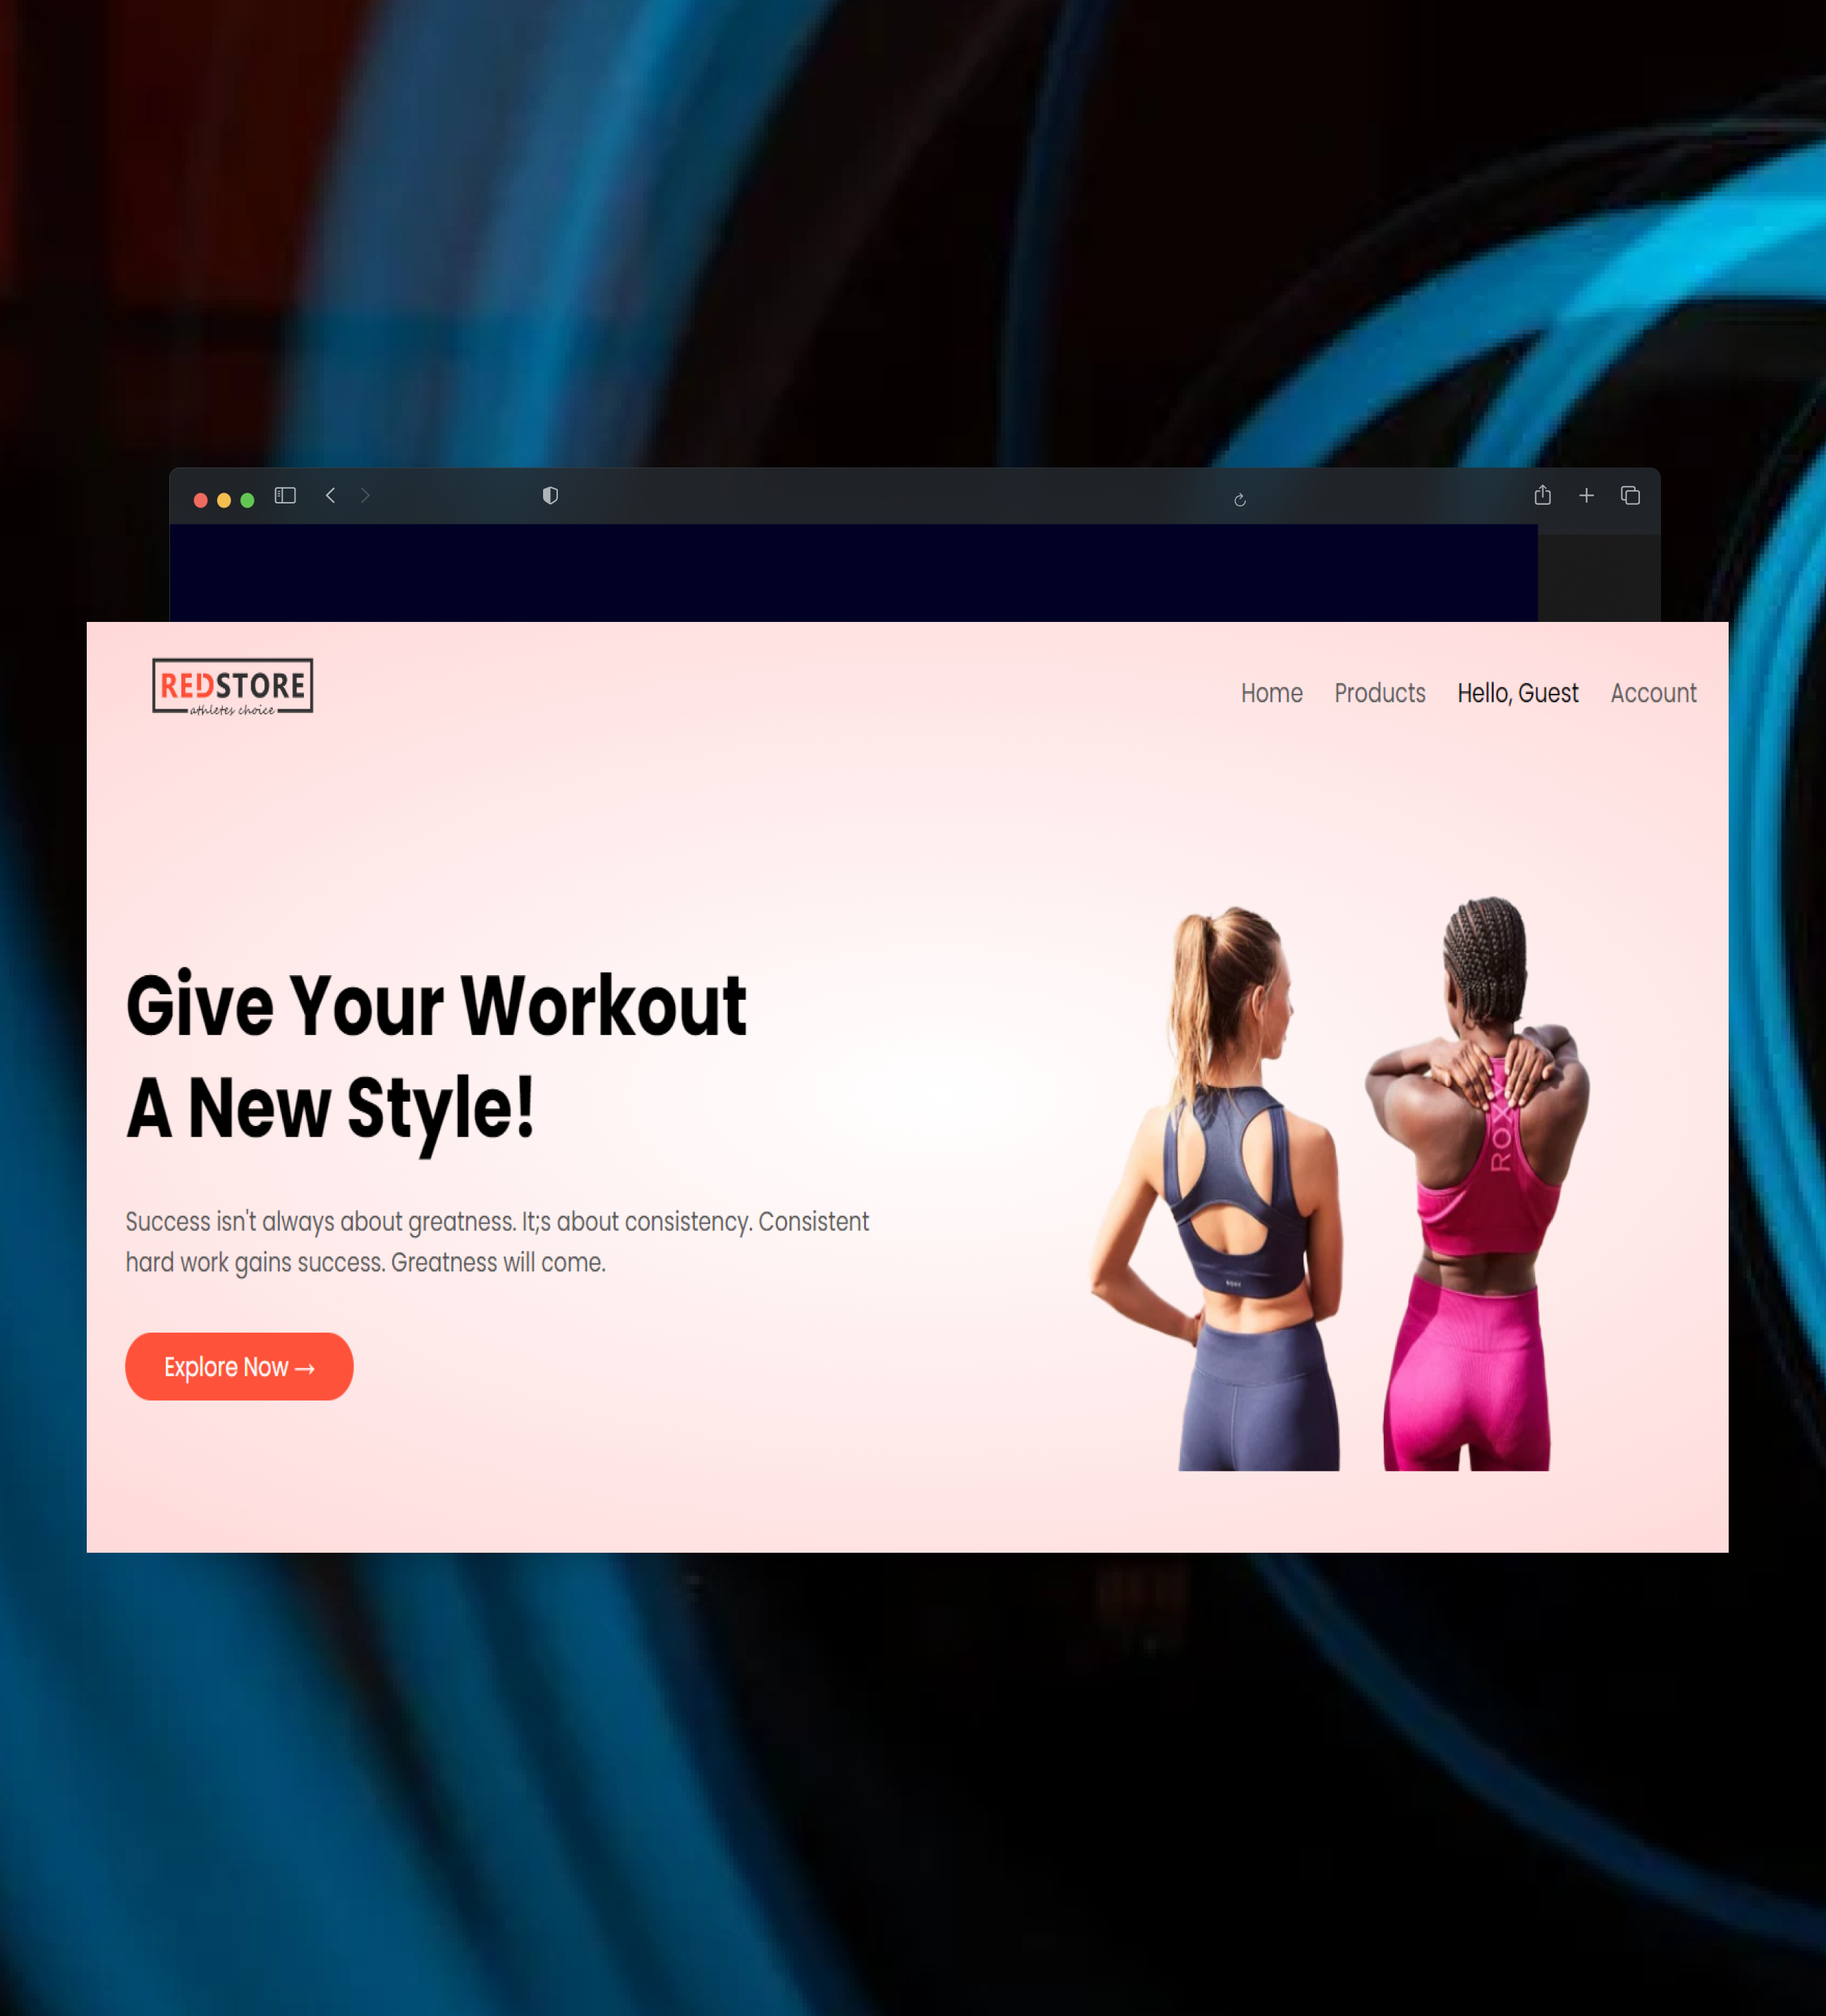 REDSTORE
athletes choice
Home Products Hello, Guest Account
Give Your Workout
A New Style!
Success isn't always about greatness. It;s about consistency. Consistent
hard work gains success. Greatness will come.
Explore Now →
ROXY